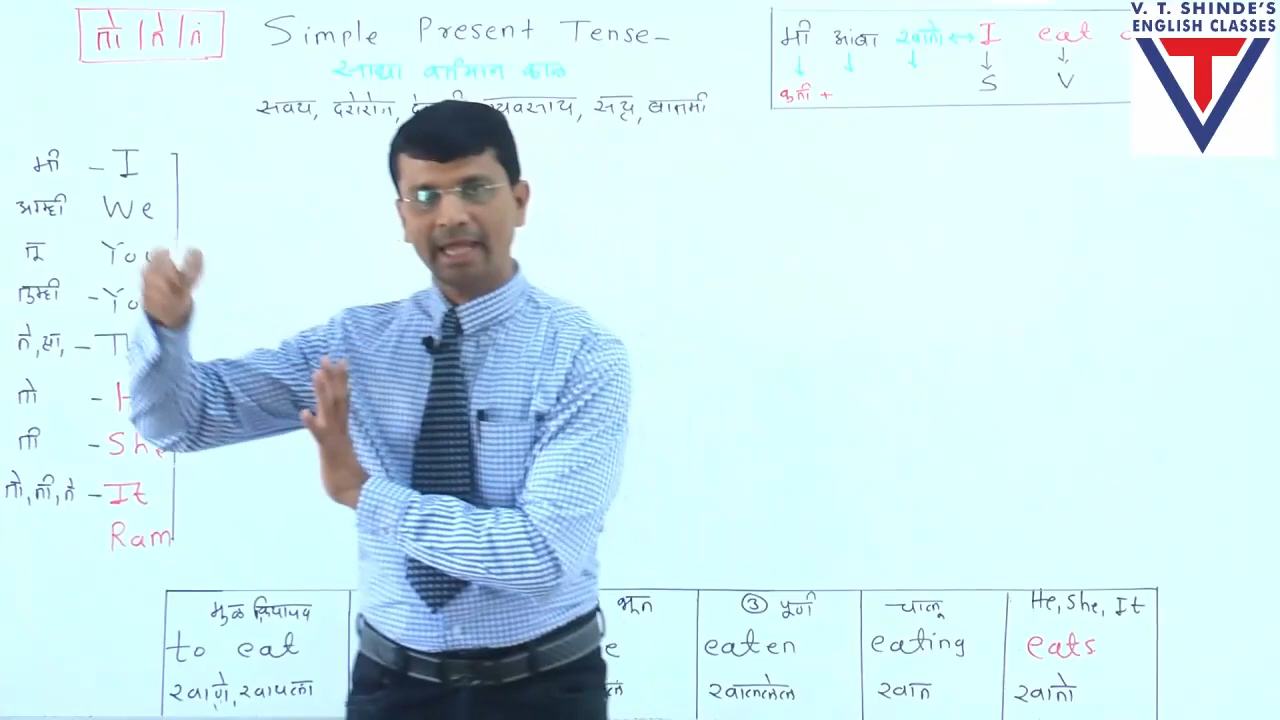 तो / ते / तं
Simple Present Tense-
साधा वर्तमान काळ
सवय, दररोज, व्यवसाय, सत्य, बातमी
मी आंबा खातो ↔ I eat
S V
कर्ता +
V. T. SHINDE'S
ENGLISH CLASSES
मी - I
आम्ही We
तू You
तुम्ही - You
ते, त्या, -
तो -
ती - She
तो, ती, ते - It
Ram
मूळ क्रियापद
to eat
खाणे, खायला
भूत
③ पूर्ण
eaten
खाल्लेले
चालू
eating
खात
He, She, It
eats
खातो